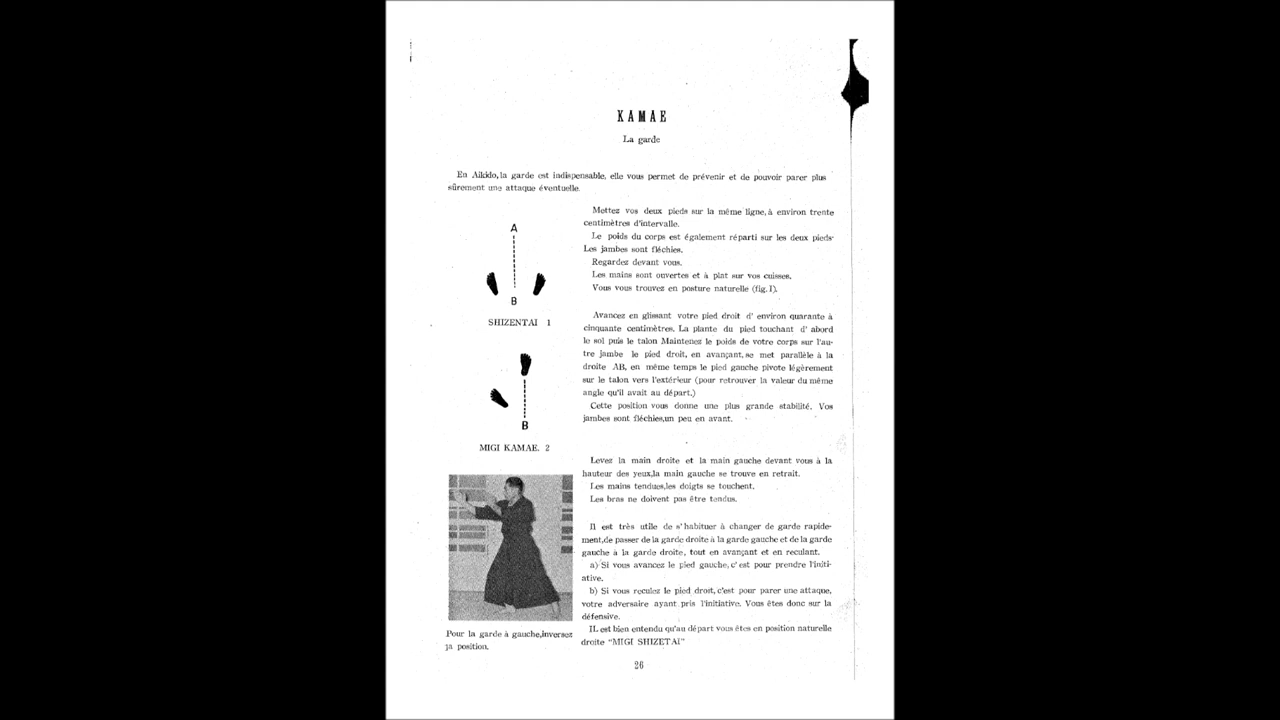 KAMAE
La garde
En Aikido, la garde est indispensable, elle vous permet de prévenir et de pouvoir parer plus
sûrement une attaque éventuelle.
A
B
SHIZENTAI 1
B
MIGI KAMAE. 2
Pour la garde à gauche,inversez
ja position.
Mettez vos deux pieds sur la même ligne, à environ trente
centimètres d'intervalle.
Le poids du corps est également réparti sur les deux pieds.
Les jambes sont fléchies.
Regardez devant vous.
Les mains sont onvertes et à plat sur vos cuisses.
Vous vous trouvez en posture naturelle (fig. I).
Avancez en glissant votre pied droit d' environ quarante à
cinquante centimètres. La plante du pied touchant d' abord
le sol puis le talon Maintenez le poids de votre corps sur l'au-
tre jambe le pied droit, en avançant, se met parallèle à la
droite AB, en même temps le pied gauche pivote légèrement
sur le talon vers l'extérieur (pour retrouver la valeur du même
angle qu'il avait au départ.)
Cette position vous donne une plus grande stabilité. Vos
jambes sont fléchies,un peu en avant.
Levez la main droite et la main gauche devant vous à la
hauteur des yeux,la main gauche se trouve en retrait.
Les mains tendues,les doigts se touchent.
Les bras ne doivent pas être tendus.
Il est très utile de s' habituer à changer de garde rapide-
ment,de passer de la garde droite à la garde gauche et de la garde
gauche à la garde droite, tout en avançant et en reculant.
a) Si vous avancez le pied gauche, c' est pour prendre l'initi-
ative.
b) Si vous reculez le pied droit, c'est pour parer une attaque,
votre adversaire ayant pris l'initiative. Vous êtes donc sur la
défensive.
IL est bien entendu qu'au départ vous êtes en position naturelle
droite "MIGI SHIZETAI"
26